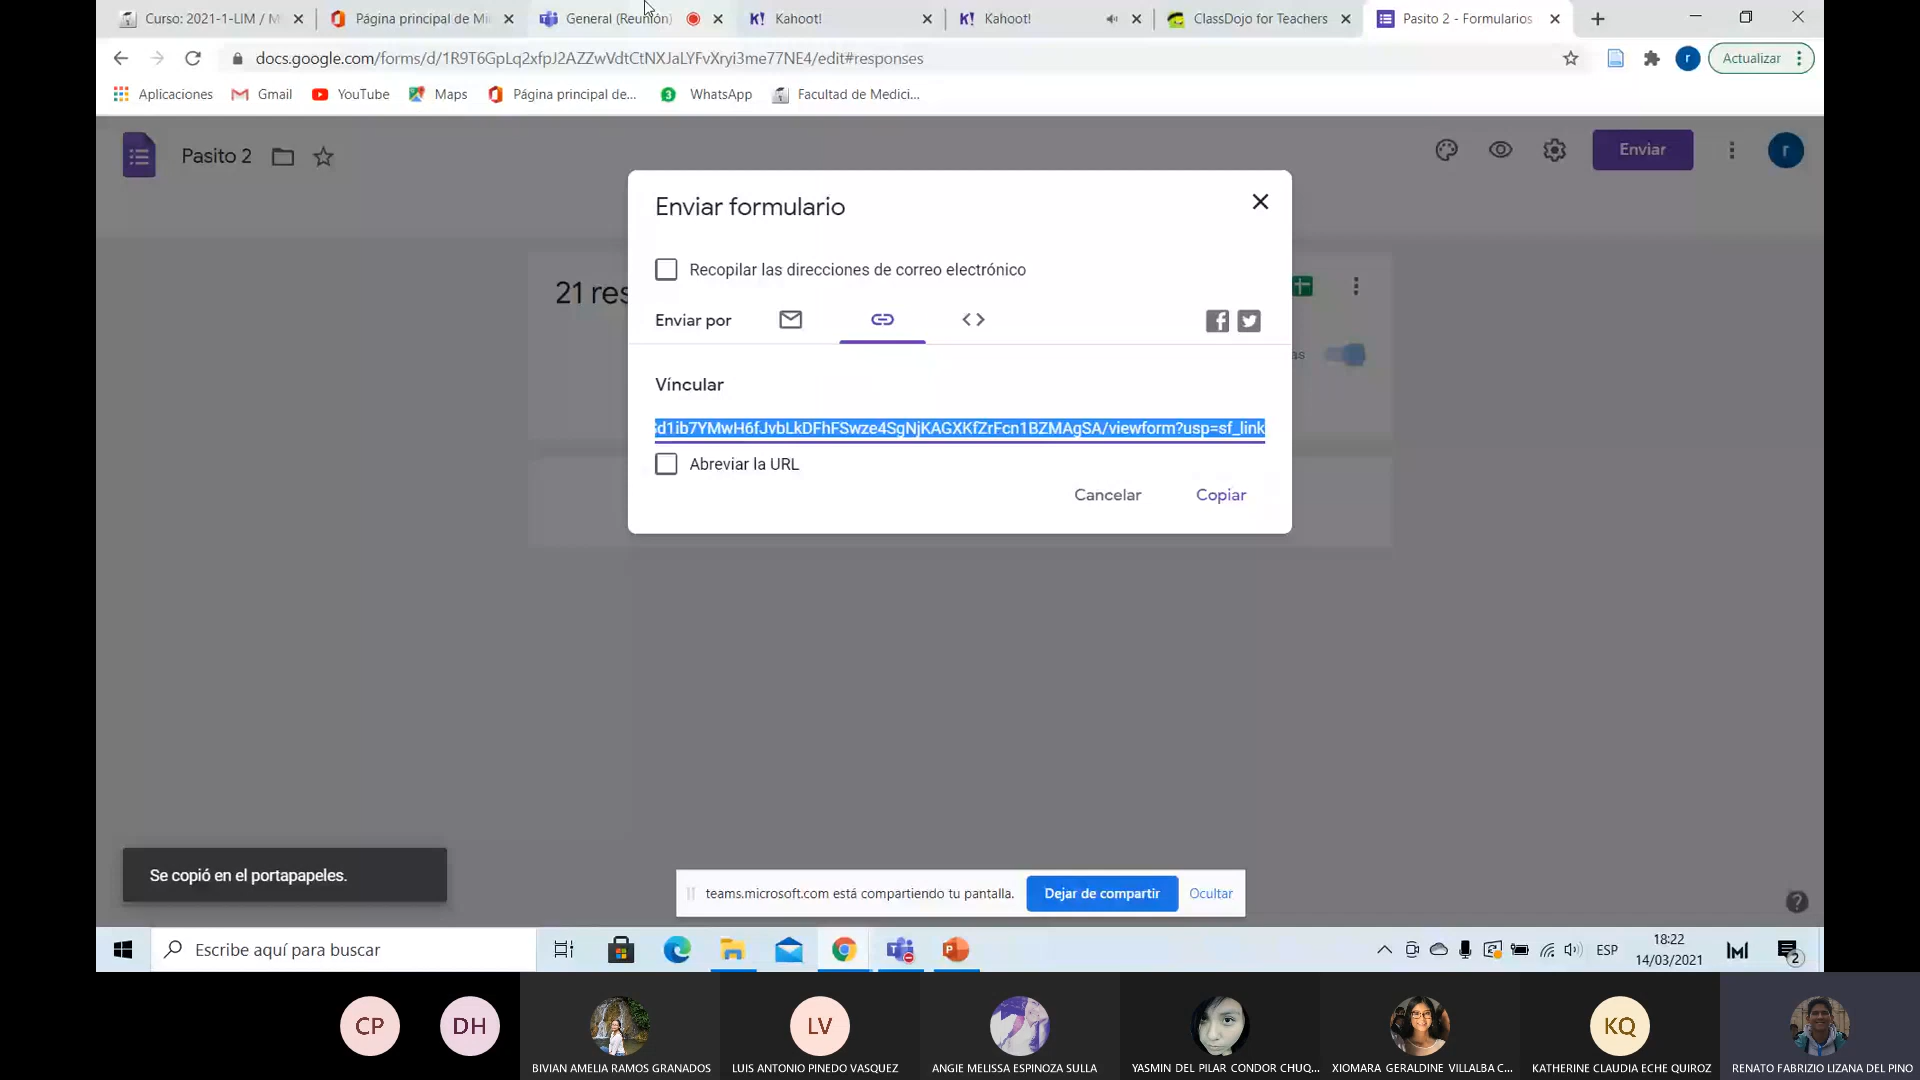 Curso: 2021-1-LIM / M
Página principal de Mi
General (Reunión)
Kahoot!
Kahoot!
ClassDojo for Teachers
Pasito 2 - Formularios
docs.google.com/forms/d/1R9T6GpLq2xfpJ2AZZwVdtCtNXJaLYFvXryi3me77NE4/edit#responses
r
Actualizar
Aplicaciones
Gmail
YouTube
Maps
Página principal de...
3
WhatsApp
Facultad de Medici...
Pasito 2
Enviar
r
Enviar formulario
Recopilar las direcciones de correo electrónico
21 res
Enviar por
as
Víncular
d1ib7YMwH6fJvbLkDFhFSwze4SgNjKAGXKfZrFcn1BZMAgSA/viewform?usp=sf_link
Abreviar la URL
Cancelar
Copiar
Se copió en el portapapeles.
teams.microsoft.com está compartiendo tu pantalla.
Dejar de compartir
Ocultar
Escribe aquí para buscar
ESP
18:22
14/03/2021
2
CP
DH
LV
KQ
BIVIAN AMELIA RAMOS GRANADOS
LUIS ANTONIO PINEDO VASQUEZ
ANGIE MELISSA ESPINOZA SULLA
YASMIN DEL PILAR CONDOR CHUQ...
XIOMARA GERALDINE VILLALBA C...
KATHERINE CLAUDIA ECHE QUIROZ
RENATO FABRIZIO LIZANA DEL PINO